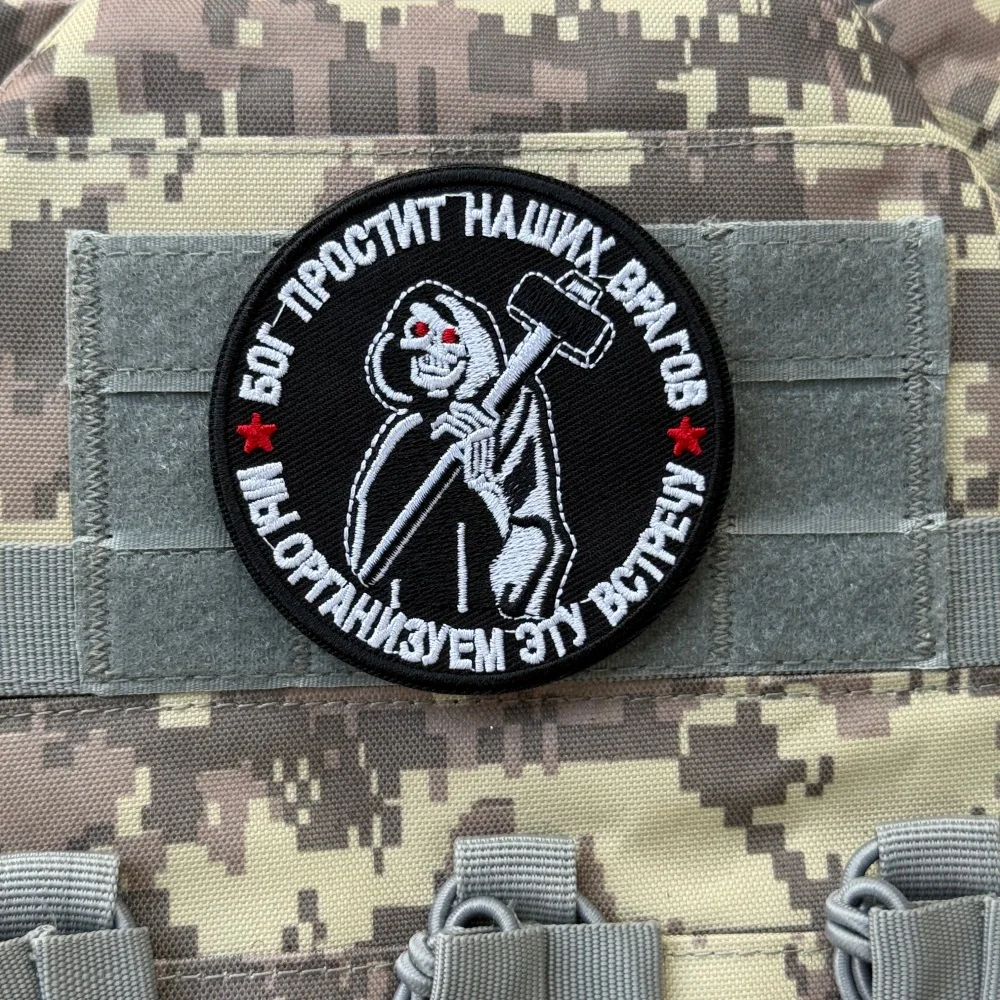 БОГ ПРОСТИТ НАШИХ ВРАГОВ
МЫ ОРГАНИЗУЕМ ЭТУ ВСТРЕЧУ